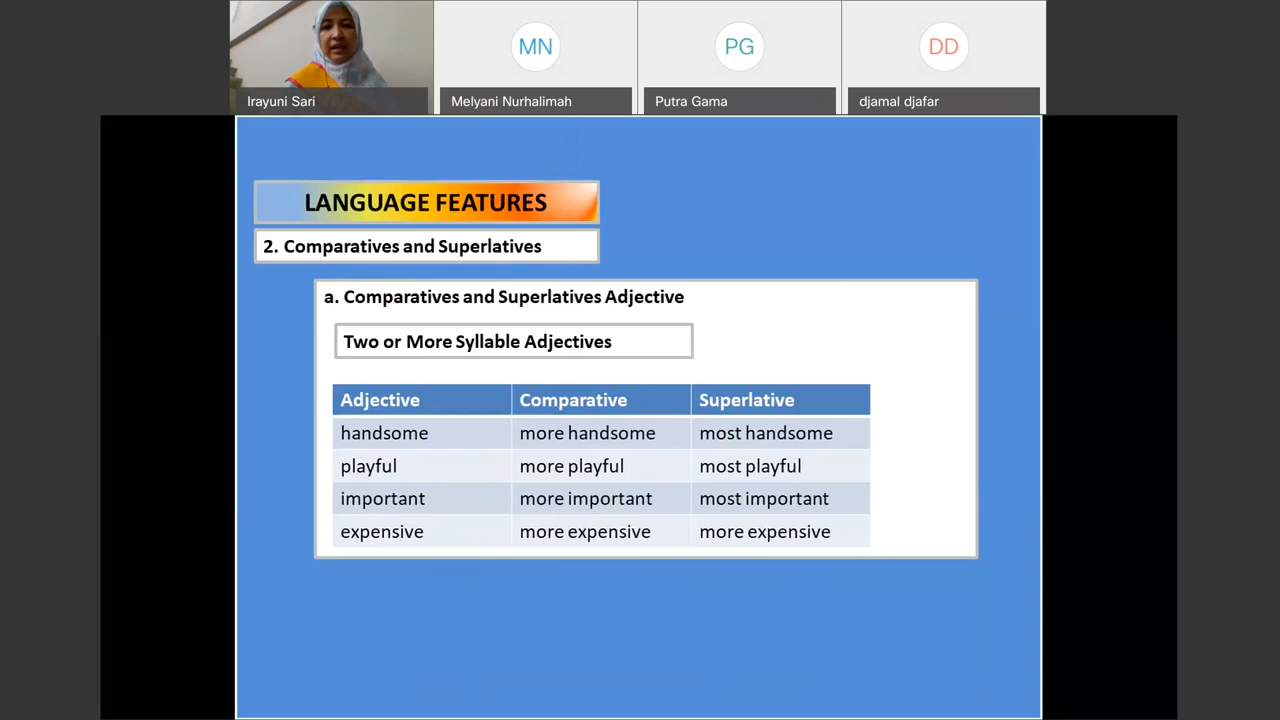 MN
PG
DD
Irayuni Sari
Melyani Nurhalimah
Putra Gama
djamal djafar
LANGUAGE FEATURES
2. Comparatives and Superlatives
a. Comparatives and Superlatives Adjective
Two or More Syllable Adjectives
Adjective Comparative Superlative
handsome more handsome most handsome
playful more playful most playful
important more important most important
expensive more expensive more expensive